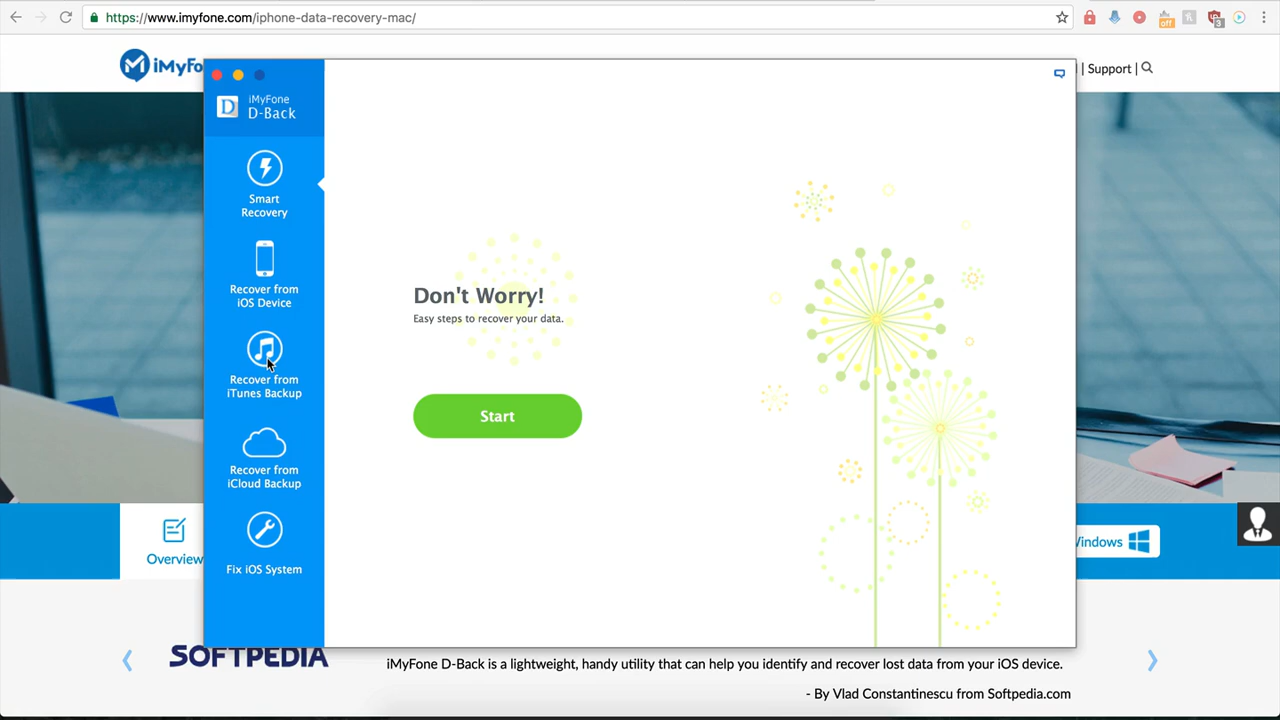 https://www.imyfone.com/iphone-data-recovery-mac/
off
3
iMyFo
| Support |
iMyFone
D-Back
D
Smart
Recovery
Recover from
iOS Device
Recover from
iTunes Backup
Recover from
iCloud Backup
Fix iOS System
Don't Worry!
Easy steps to recover your data.
Start
Overview
Windows
SOFTPEDIA
iMyFone D-Back is a lightweight, handy utility that can help you identify and recover lost data from your iOS device.
- By Vlad Constantinescu from Softpedia.com